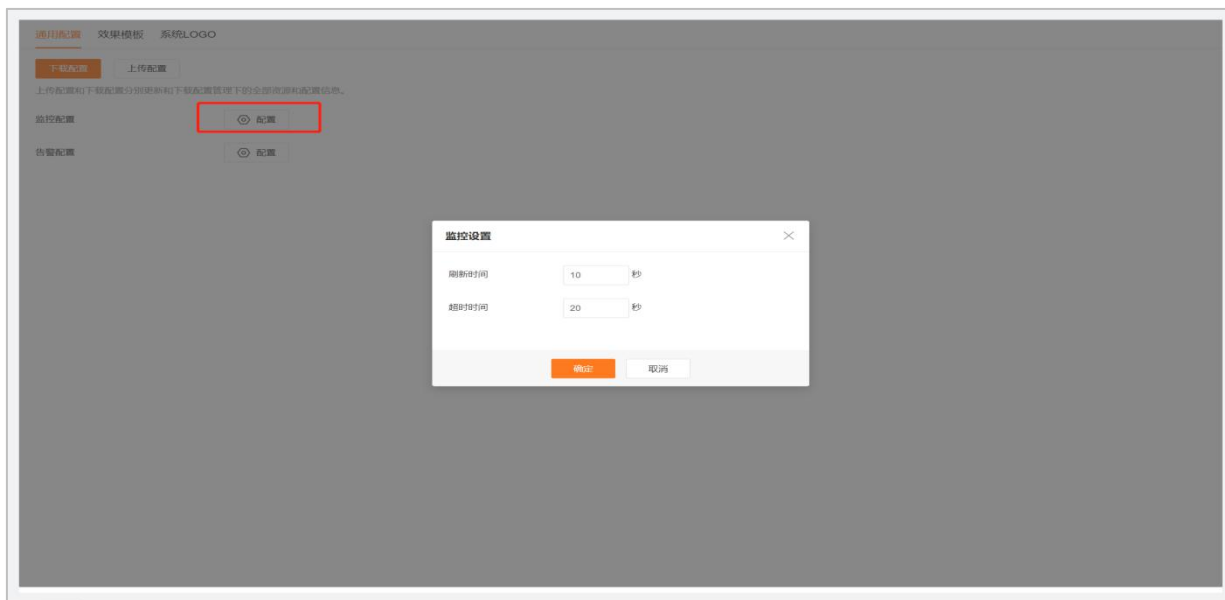 通用配置 效果模板 系统LOGO
下载配置 上传配置
上传配置和下载配置分别更新和下载配置管理下的全部资源和配置信息。
监控配置 配置
告警配置 配置
监控设置
刷新时间 10 秒
超时时间 20 秒
确定 取消